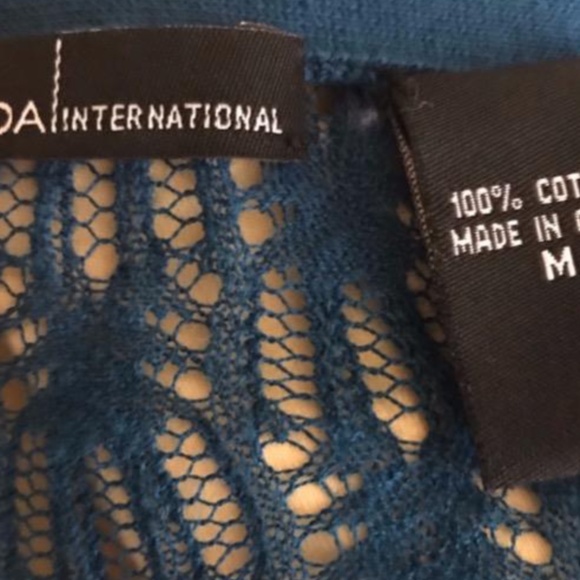 DA INTERNATIONAL
100% COT
MADE IN
M